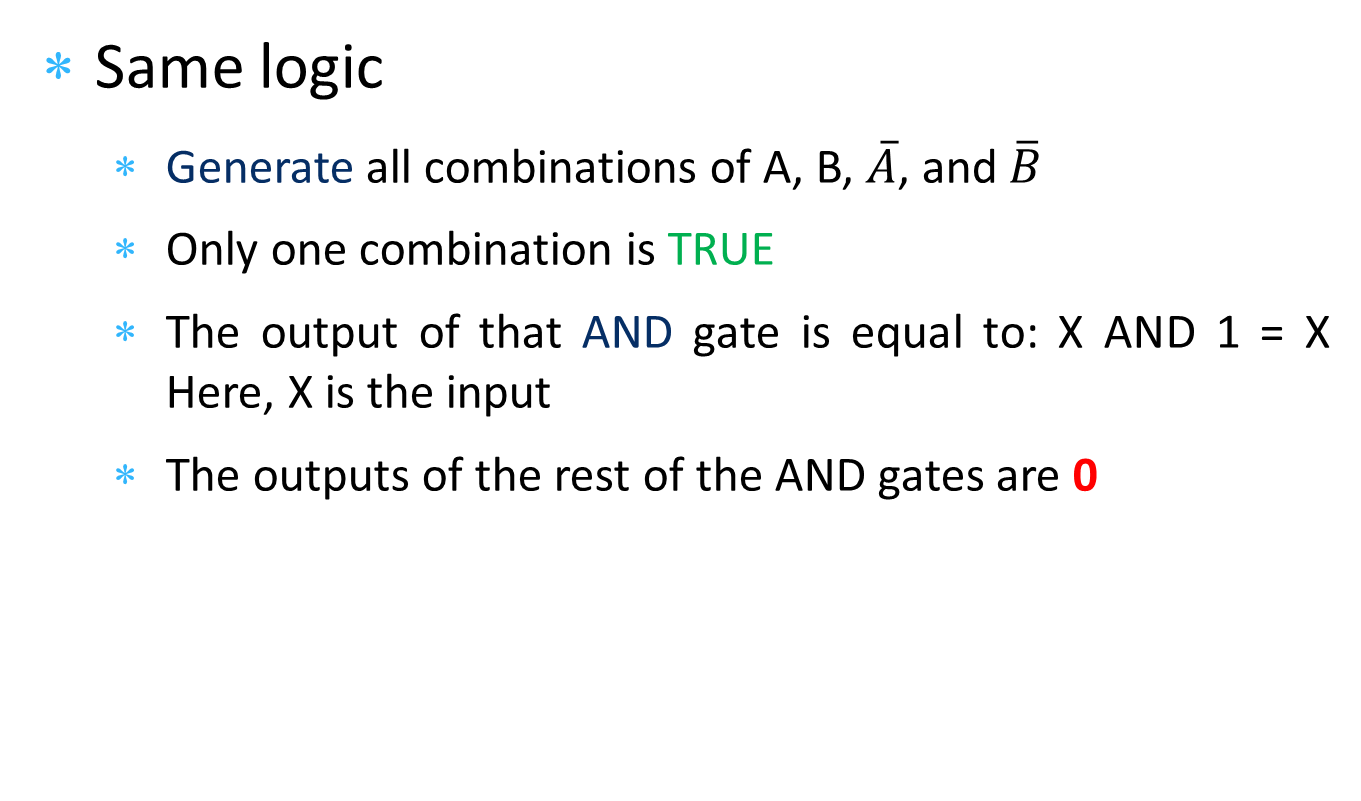 * Same logic
* Generate all combinations of A, B, Ā, and B̄
* Only one combination is TRUE
* The output of that AND gate is equal to: X AND 1 = X
Here, X is the input
* The outputs of the rest of the AND gates are 0